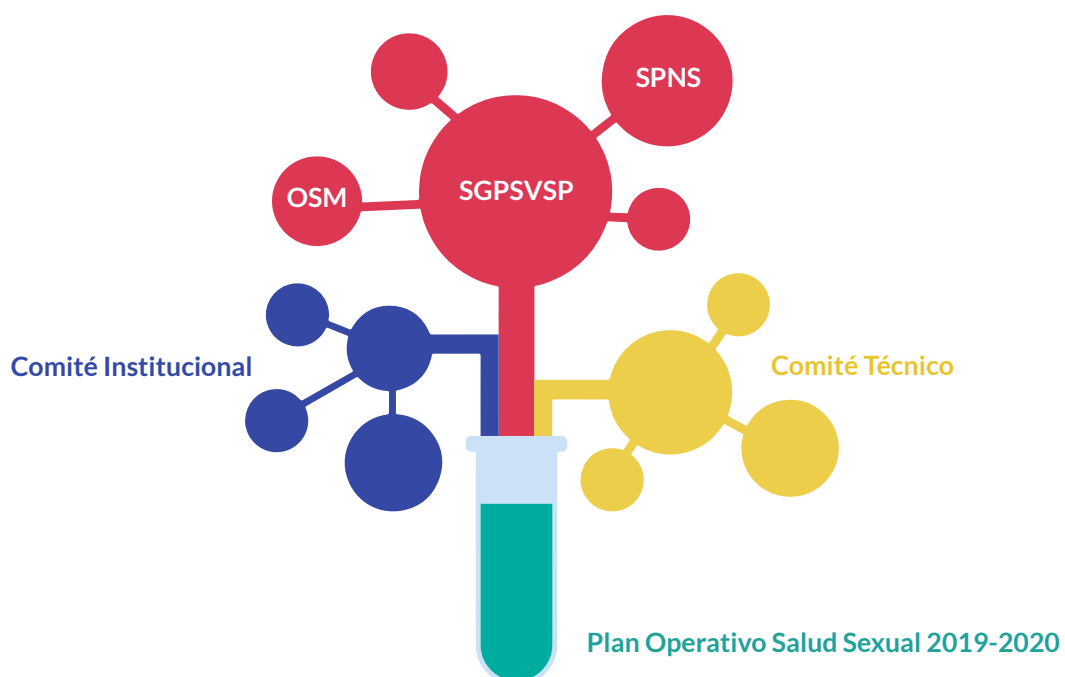 SPNS
SGPSVSP
OSM
Comité Institucional
Comité Técnico
Plan Operativo Salud Sexual 2019-2020